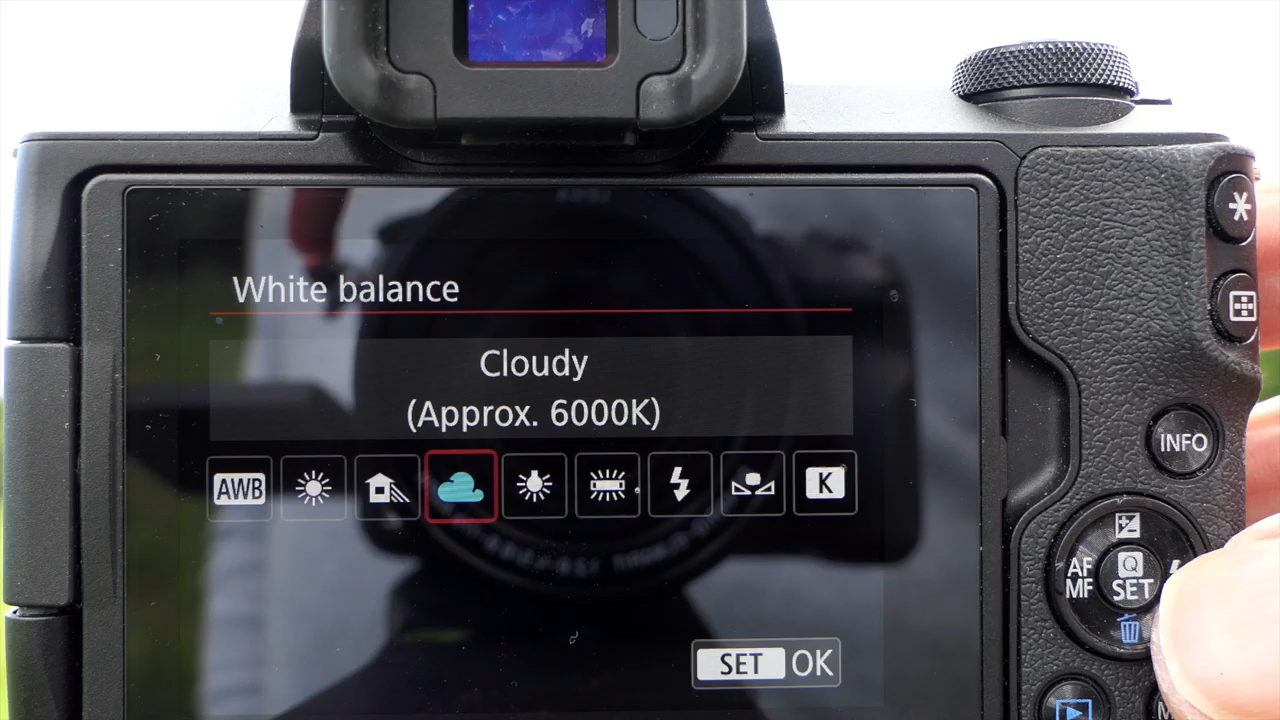 White balance
Cloudy
(Approx. 6000K)
AWB
K
INFO
AF
MF
Q
SET
SET OK